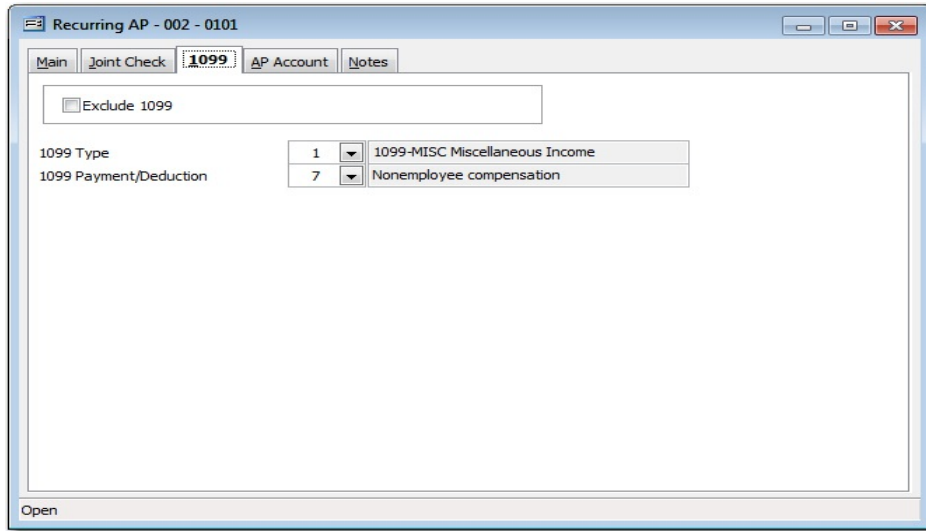 Recurring AP - 002 - 0101
Main Joint Check 1099 AP Account Notes
Exclude 1099
1099 Type 1 1099-MISC Miscellaneous Income
1099 Payment/Deduction 7 Nonemployee compensation
Open